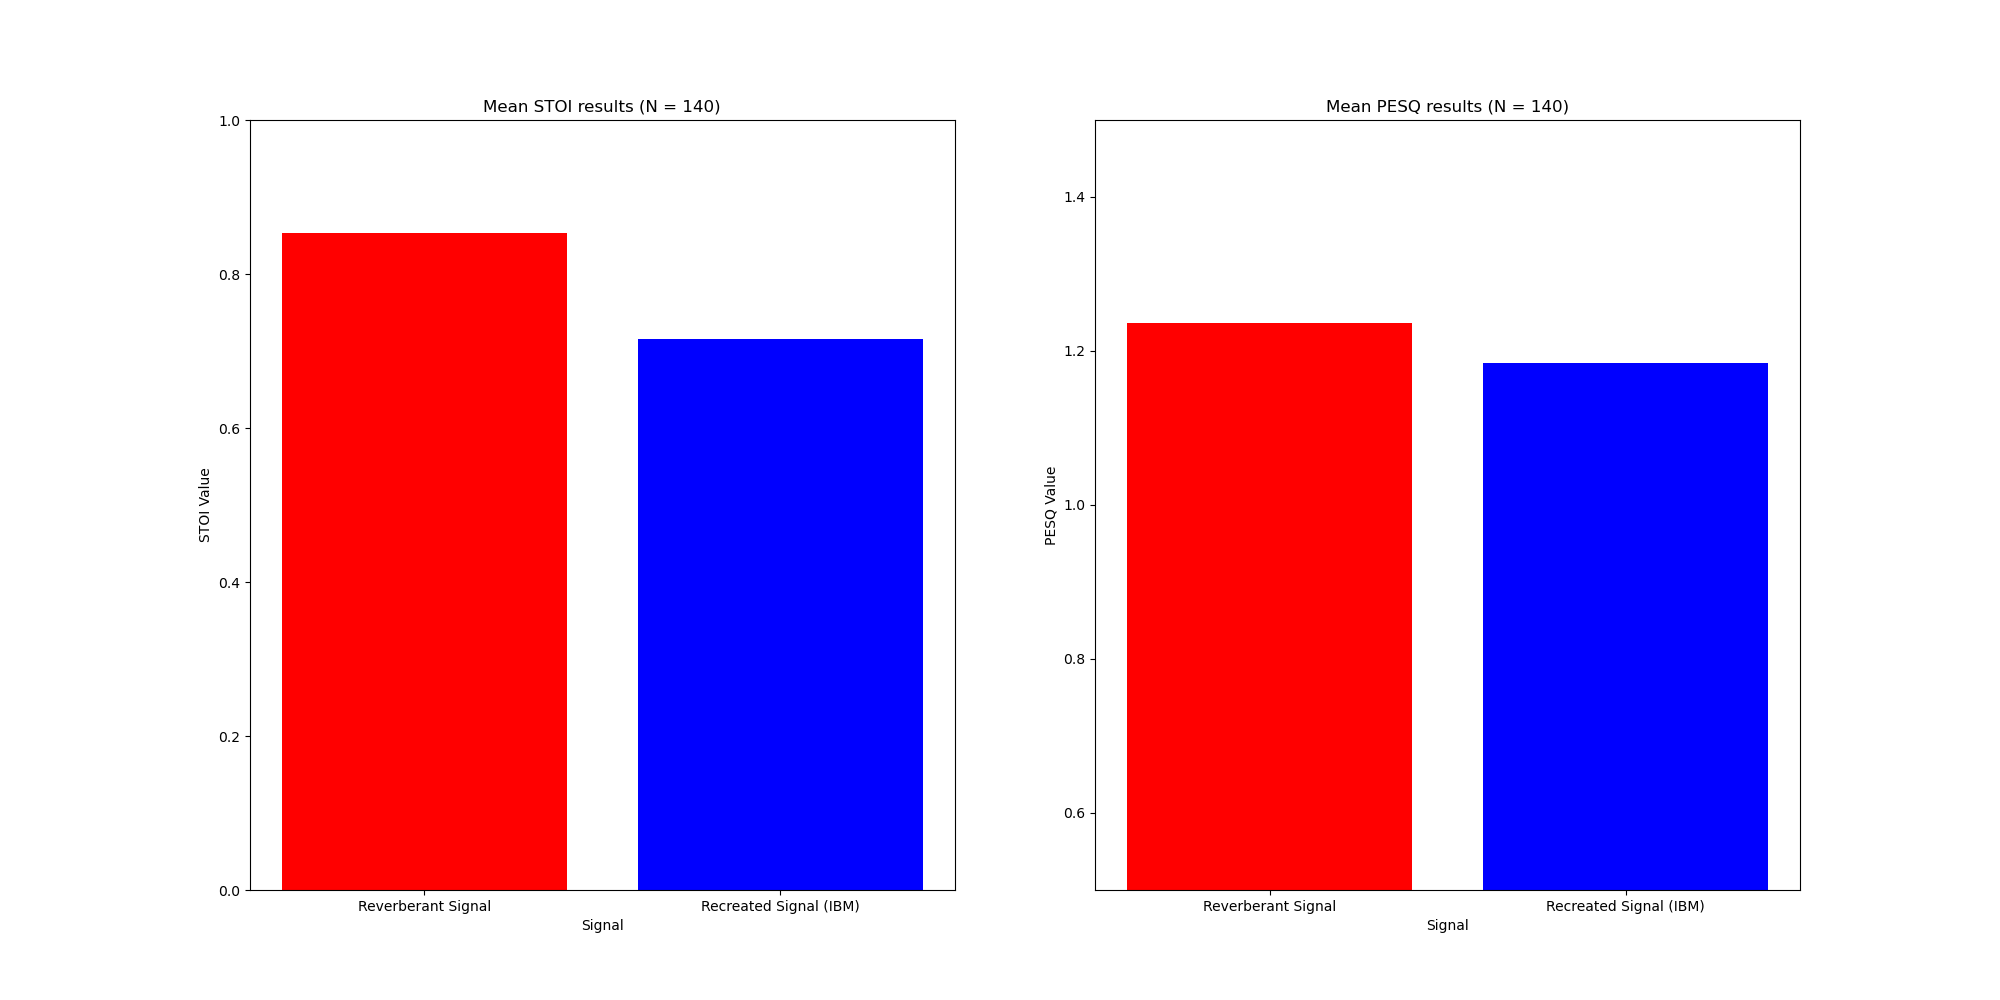 Mean STOI results (N = 140)
1.0
0.8
0.6
0.4
0.2
0.0
STOI Value
Reverberant Signal
Recreated Signal (IBM)
Signal
Mean PESQ results (N = 140)
1.4
1.2
1.0
0.8
0.6
PESQ Value
Reverberant Signal
Recreated Signal (IBM)
Signal